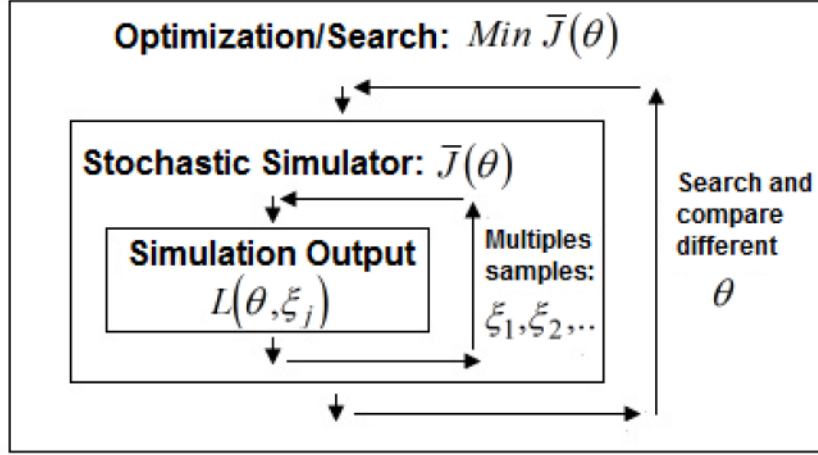 Optimization/Search: Min J̅(θ)
Stochastic Simulator: J̅(θ)
Simulation Output
L(θ,ξⱼ)
Multiples
samples:
ξ₁,ξ₂,..
Search and
compare
different
θ